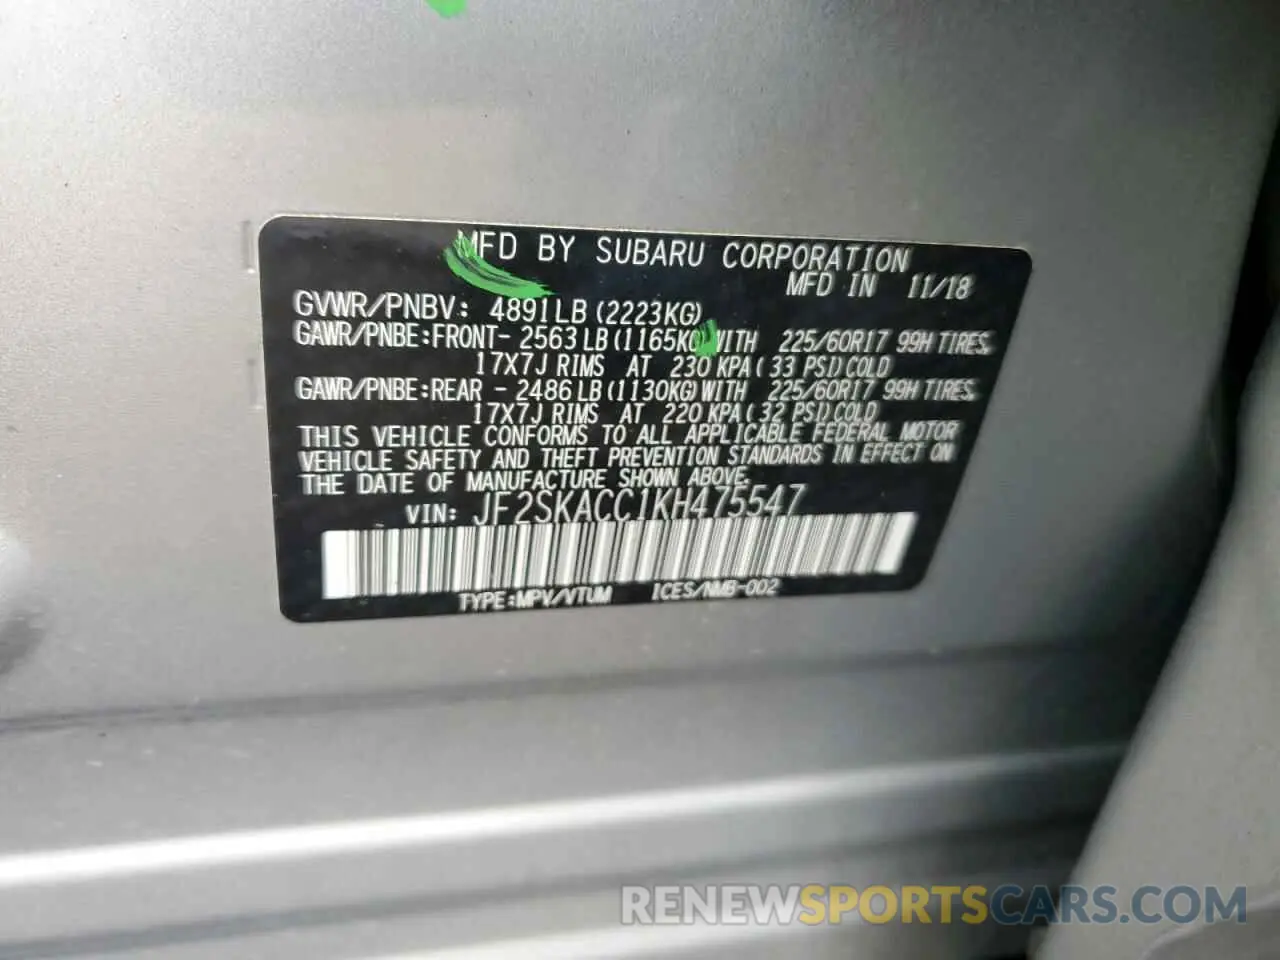 MFD BY SUBARU CORPORATION
MFD IN 11/18
GVWR/PNBV: 4891LB(2223KG)
GAWR/PNBE:FRONT- 2563LB(1165KG)WITH 225/60R17 99H TIRES,
17X7J RIMS AT 230 KPA( 33 PSI)COLD
GAWR/PNBE:REAR - 2486LB(1130KG)WITH 225/60R17 99H TIRES,
17X7J RIMS AT 220 KPA( 32 PSI)COLD
THIS VEHICLE CONFORMS TO ALL APPLICABLE FEDERAL MOTOR
VEHICLE SAFETY AND THEFT PREVENTION STANDARDS IN EFFECT ON
THE DATE OF MANUFACTURE SHOWN ABOVE.
VIN: JF2SKACC1KH475547
TYPE:MPV/VTUM ICES/NMB-002
RENEWSPORTSCARS.COM